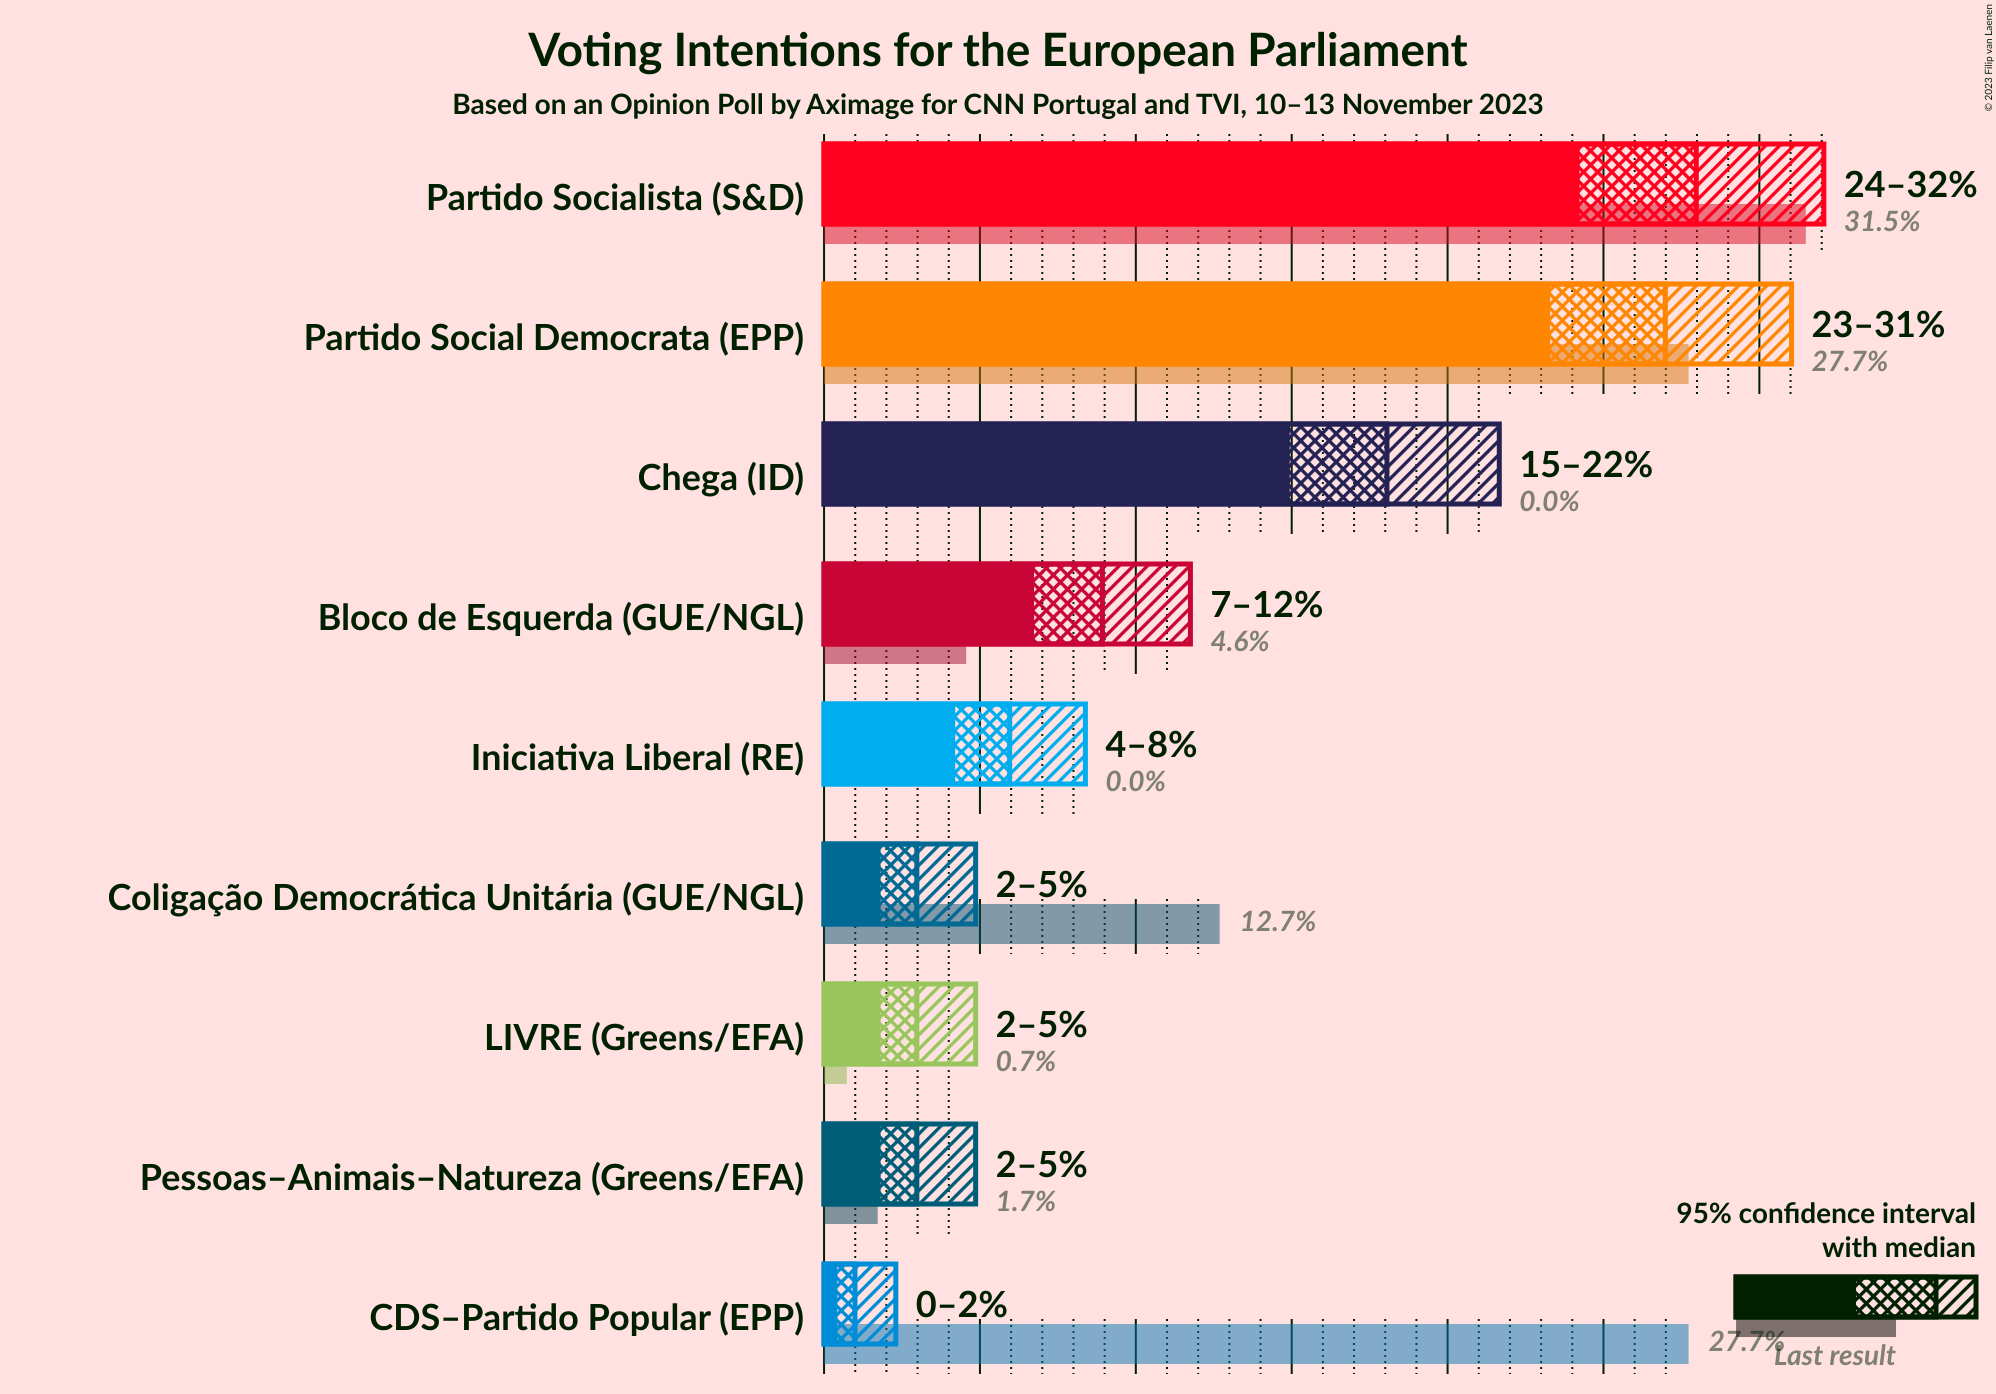 Voting Intentions for the European Parliament
Based on an Opinion Poll by Aximage for CNN Portugal and TVI, 10–13 November 2023
© 2023 Filip van Laenen
Partido Socialista (S&D)
24–32%
31.5%
Partido Social Democrata (EPP)
23–31%
27.7%
Chega (ID)
15–22%
0.0%
Bloco de Esquerda (GUE/NGL)
7–12%
4.6%
Iniciativa Liberal (RE)
4–8%
0.0%
Coligação Democrática Unitária (GUE/NGL)
2–5%
12.7%
LIVRE (Greens/EFA)
2–5%
0.7%
Pessoas–Animais–Natureza (Greens/EFA)
2–5%
1.7%
CDS–Partido Popular (EPP)
0–2%
27.7%
95% confidence interval
with median
Last result